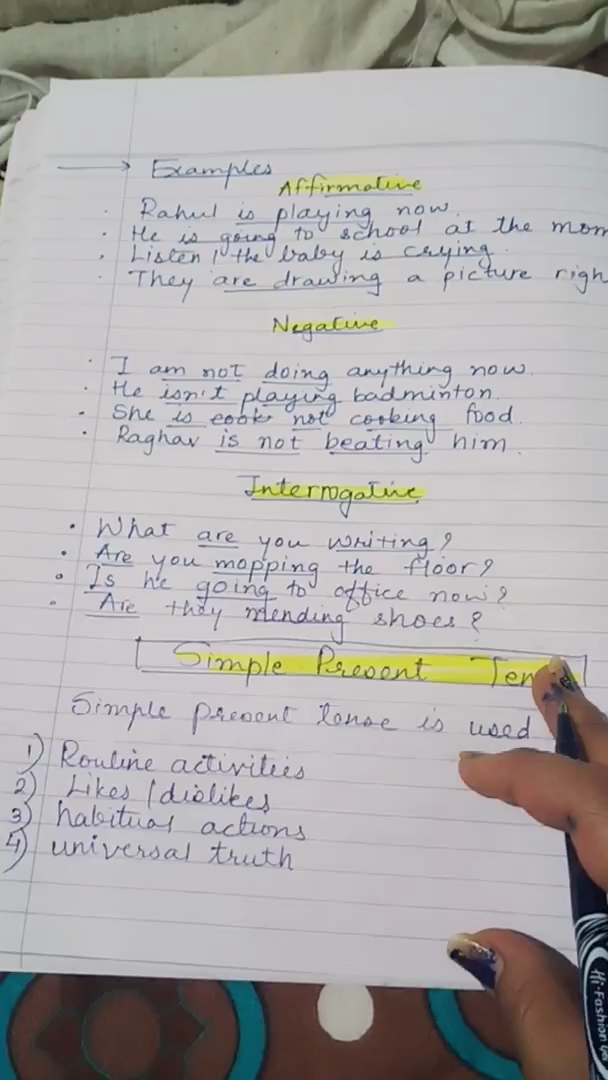 Examples
Affirmative
Rahul is playing now.
He is going to school at the mom
Listen! the baby is crying.
They are drawing a picture righ
Negative
I am not doing anything now.
He isn't playing badminton.
She is cook not cooking food.
Raghav is not beating him.
Interrogative
What are you writing?
Are you mopping the floor?
Is he going to office now?
Are they mending shoes?
Simple Present Ten
Simple present tense is used
1) Routine activities
2) Likes / dislikes
3) habitual actions
4) universal truth
Hi-Fashion